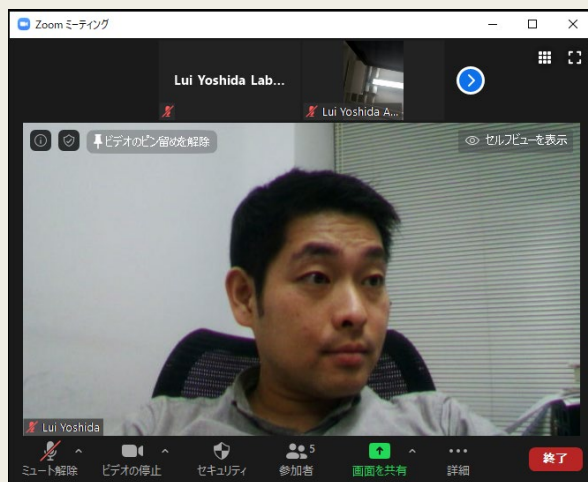 Zoom ミーティング
Lui Yoshida Lab...
Lui Yoshida A...
ビデオのピン留めを解除
セルフビューを表示
Lui Yoshida
5
ミュート解除 ビデオの停止 セキュリティ 参加者 画面を共有 詳細 終了